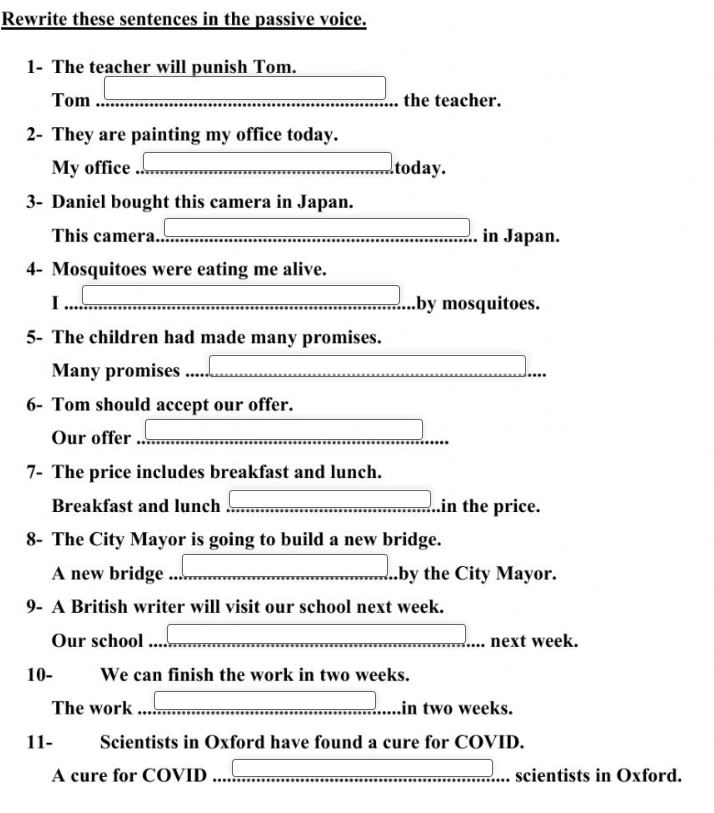 Rewrite these sentences in the passive voice.
1- The teacher will punish Tom.
Tom .................................................................. the teacher.
2- They are painting my office today.
My office .........................................................today.
3- Daniel bought this camera in Japan.
This camera..................................................................... in Japan.
4- Mosquitoes were eating me alive.
I .............................................................................by mosquitoes.
5- The children had made many promises.
Many promises ................................................................................
6- Tom should accept our offer.
Our offer .....................................................................
7- The price includes breakfast and lunch.
Breakfast and lunch ..............................................in the price.
8- The City Mayor is going to build a new bridge.
A new bridge ..................................................by the City Mayor.
9- A British writer will visit our school next week.
Our school .......................................................................... next week.
10- We can finish the work in two weeks.
The work ..........................................................in two weeks.
11- Scientists in Oxford have found a cure for COVID.
A cure for COVID .................................................................. scientists in Oxford.